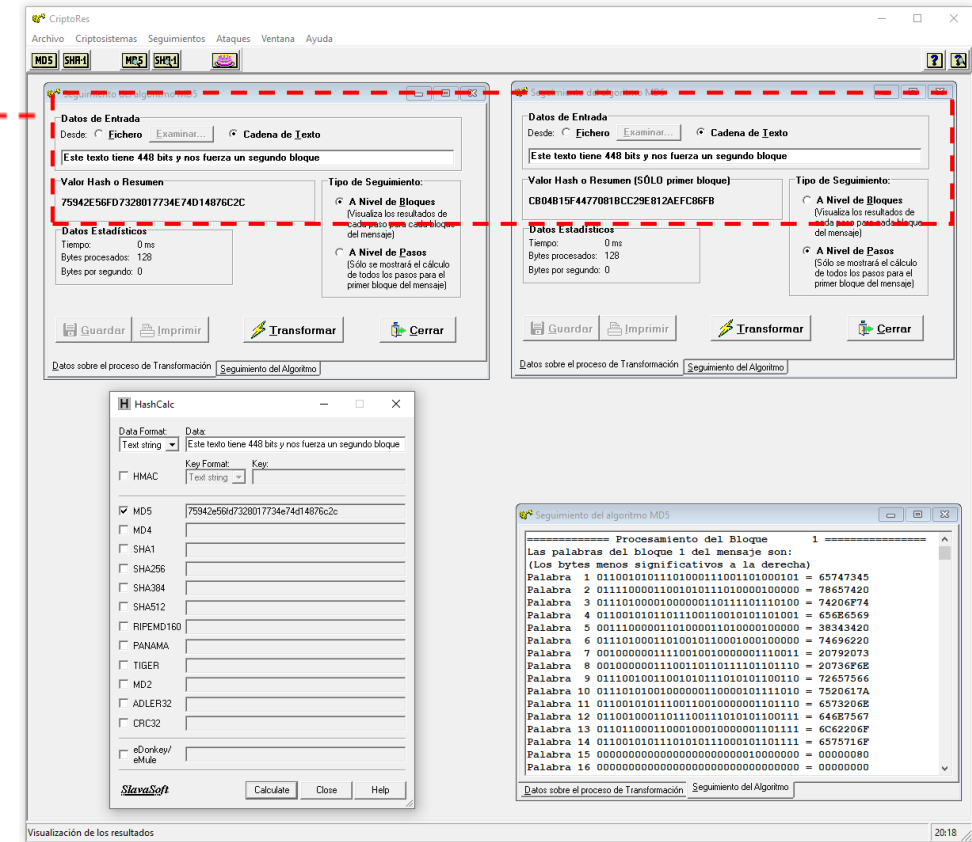 CriptoRes
Archivo Criptosistemas Seguimientos Ataques Ventana Ayuda
MD5 SHA-1 MD5 SHA-1
Seguimiento del algoritmo MD5
Datos de Entrada
Desde: Fichero Examinar... Cadena de Texto
Este texto tiene 448 bits y nos fuerza un segundo bloque
Valor Hash o Resumen
75942E56FD7328017734E74D14876C2C
Datos Estadísticos
Tiempo: 0 ms
Bytes procesados: 128
Bytes por segundo: 0
Tipo de Seguimiento:
A Nivel de Bloques
(Visualiza los resultados de
cada paso para cada bloque
del mensaje)
A Nivel de Pasos
(Sólo se mostrará el cálculo
de todos los pasos para el
primer bloque del mensaje)
Guardar Imprimir Transformar Cerrar
Datos sobre el proceso de Transformación Seguimiento del Algoritmo
Seguimiento del algoritmo MD5
Datos de Entrada
Desde: Fichero Examinar... Cadena de Texto
Este texto tiene 448 bits y nos fuerza un segundo bloque
Valor Hash o Resumen (SÓLO primer bloque)
CB04B15F4477081BCC29E812AEFC86FB
Datos Estadísticos
Tiempo: 0 ms
Bytes procesados: 128
Bytes por segundo: 0
Tipo de Seguimiento:
A Nivel de Bloques
(Visualiza los resultados de
cada paso para cada bloque
del mensaje)
A Nivel de Pasos
(Sólo se mostrará el cálculo
de todos los pasos para el
primer bloque del mensaje)
Guardar Imprimir Transformar Cerrar
Datos sobre el proceso de Transformación Seguimiento del Algoritmo
H HashCalc
Data Format: Data:
Text string Este texto tiene 448 bits y nos fuerza un segundo bloque
Key Format: Key:
HMAC Text string
MD5 75942e56fd7328017734e74d14876c2c
MD4
SHA1
SHA256
SHA384
SHA512
RIPEMD160
PANAMA
TIGER
MD2
ADLER32
CRC32
eDonkey/
eMule
SlavaSoft Calculate Close Help
Seguimiento del algoritmo MD5
============= Procesamiento del Bloque 1 ================
Las palabras del bloque 1 del mensaje son:
(Los bytes menos significativos a la derecha)
Palabra 1 01100101011101000111001101000101 = 65747345
Palabra 2 01111000011001010111010000100000 = 78657420
Palabra 3 01110100001000000110111101110100 = 74206F74
Palabra 4 01100101011011100110010101101001 = 656E6569
Palabra 5 00111000001101000011010000100000 = 38343420
Palabra 6 01110100011010010110001000100000 = 74696220
Palabra 7 00100000011110010010000001110011 = 20792073
Palabra 8 00100000011100110110111101101110 = 20736F6E
Palabra 9 01110010011001010111010101100110 = 72657566
Palabra 10 01110101001000000110000101111010 = 7520617A
Palabra 11 01100101011100110010000001101110 = 6573206E
Palabra 12 01100100011011100111010101100111 = 646E7567
Palabra 13 01101100011000100010000001101111 = 6C62206F
Palabra 14 01100101011101010111000101101111 = 6575716F
Palabra 15 00000000000000000000000010000000 = 00000080
Palabra 16 00000000000000000000000000000000 = 00000000
Datos sobre el proceso de Transformación Seguimiento del Algoritmo
Visualización de los resultados 20:18